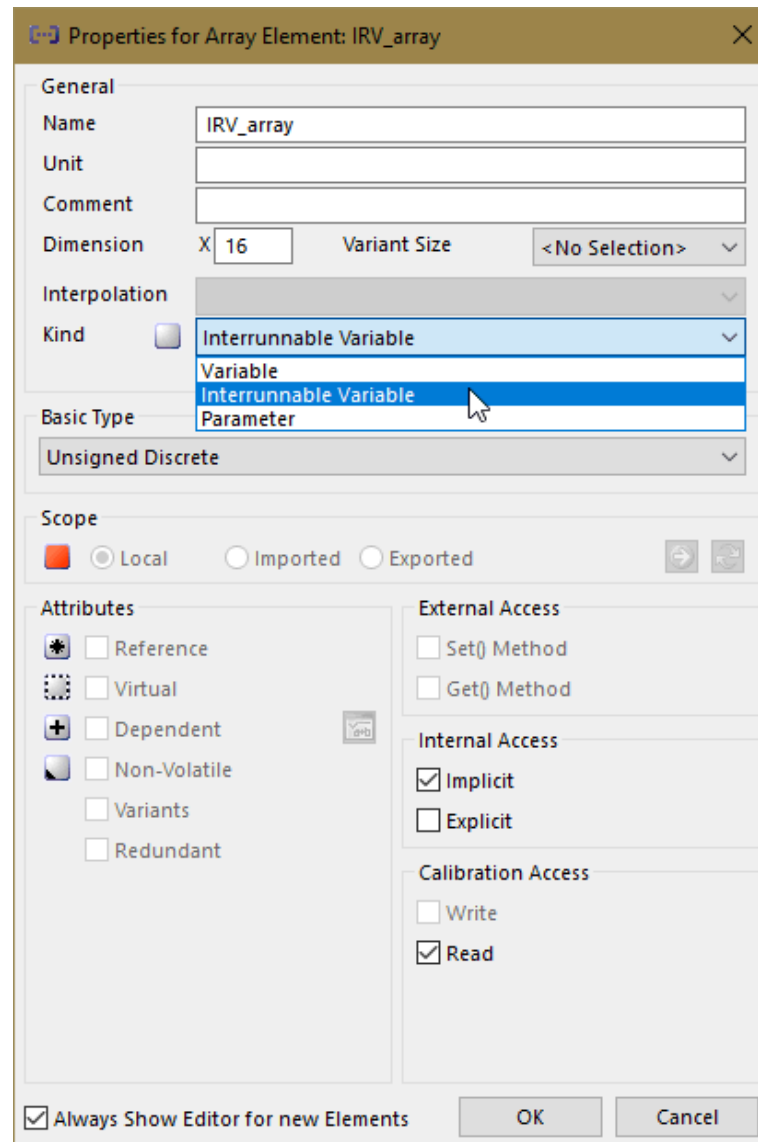 Properties for Array Element: IRV_array
General
Name IRV_array
Unit
Comment
Dimension X 16 Variant Size <No Selection>
Interpolation
Kind Interrunnable Variable
Variable
Interrunnable Variable
Parameter
Basic Type
Unsigned Discrete
Scope
Local Imported Exported
Attributes
Reference
Virtual
Dependent
Non-Volatile
Variants
Redundant
External Access
Set() Method
Get() Method
Internal Access
Implicit
Explicit
Calibration Access
Write
Read
Always Show Editor for new Elements OK Cancel